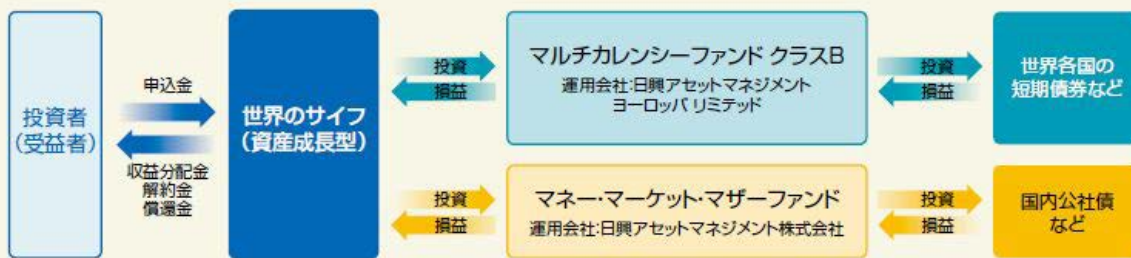 投資者
(受益者)
申込金
収益分配金
解約金
償還金
世界のサイフ
(資産成長型)
投資
損益
マルチカレンシーファンド クラスB
運用会社:日興アセットマネジメント
ヨーロッパ リミテッド
投資
損益
世界各国の
短期債券など
投資
損益
マネー・マーケット・マザーファンド
運用会社:日興アセットマネジメント株式会社
投資
損益
国内公社債
など